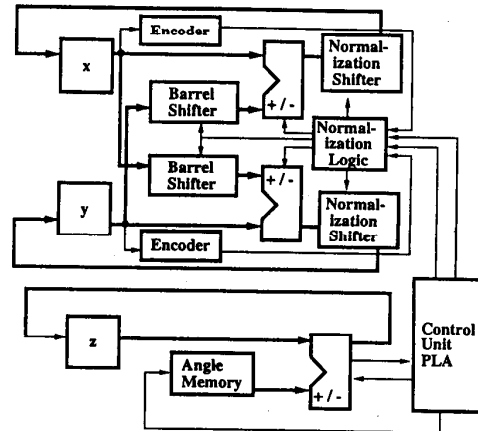 Encoder
x
Normal-
ization
Shifter
Barrel
Shifter
+ / -
Normal-
ization
Logic
Barrel
Shifter
+/-
y
Normal-
ization
Shifter
Encoder
z
Angle
Memory
+ / -
Control
Unit
PLA